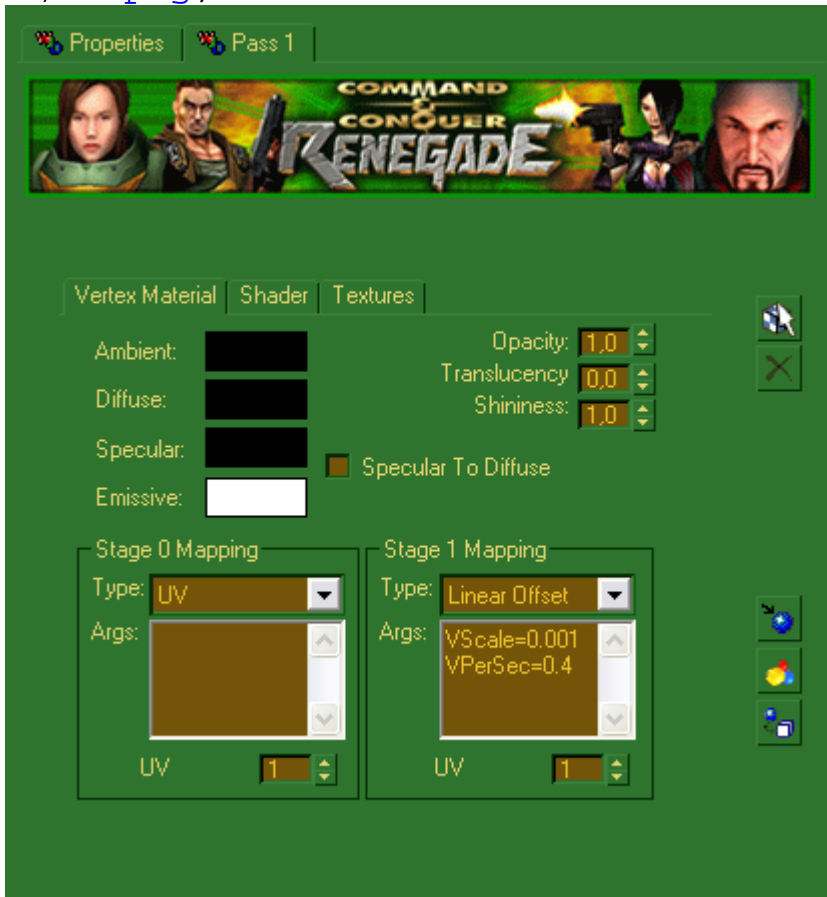 Properties
Pass 1
COMMAND
&
CONQUER
RENEGADE™
Vertex Material
Shader
Textures
Ambient:
Opacity: 1,0
Translucency 0,0
Diffuse:
Shininess: 1,0
Specular:
Specular To Diffuse
Emissive:
Stage 0 Mapping
Type: UV
Args:
UV 1
Stage 1 Mapping
Type: Linear Offset
Args: VScale=0.001
VPerSec=0.4
UV 1